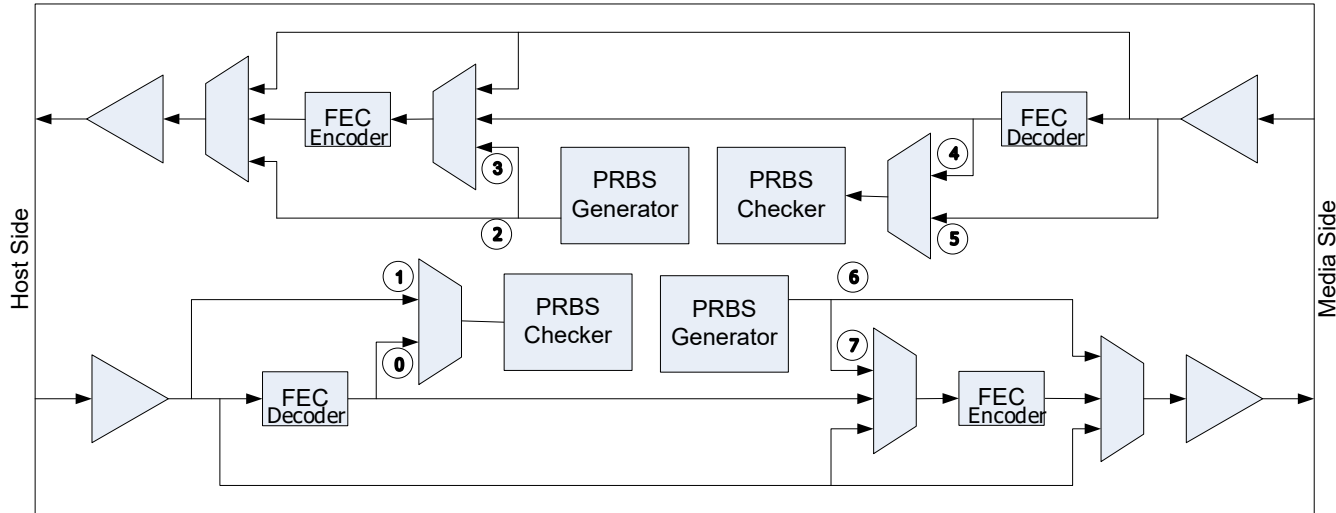 Host Side
FEC
Encoder
3
PRBS
Generator
2
PRBS
Checker
4
5
FEC
Decoder
Media Side
1
0
PRBS
Checker
PRBS
Generator
6
7
FEC
Decoder
FEC
Encoder